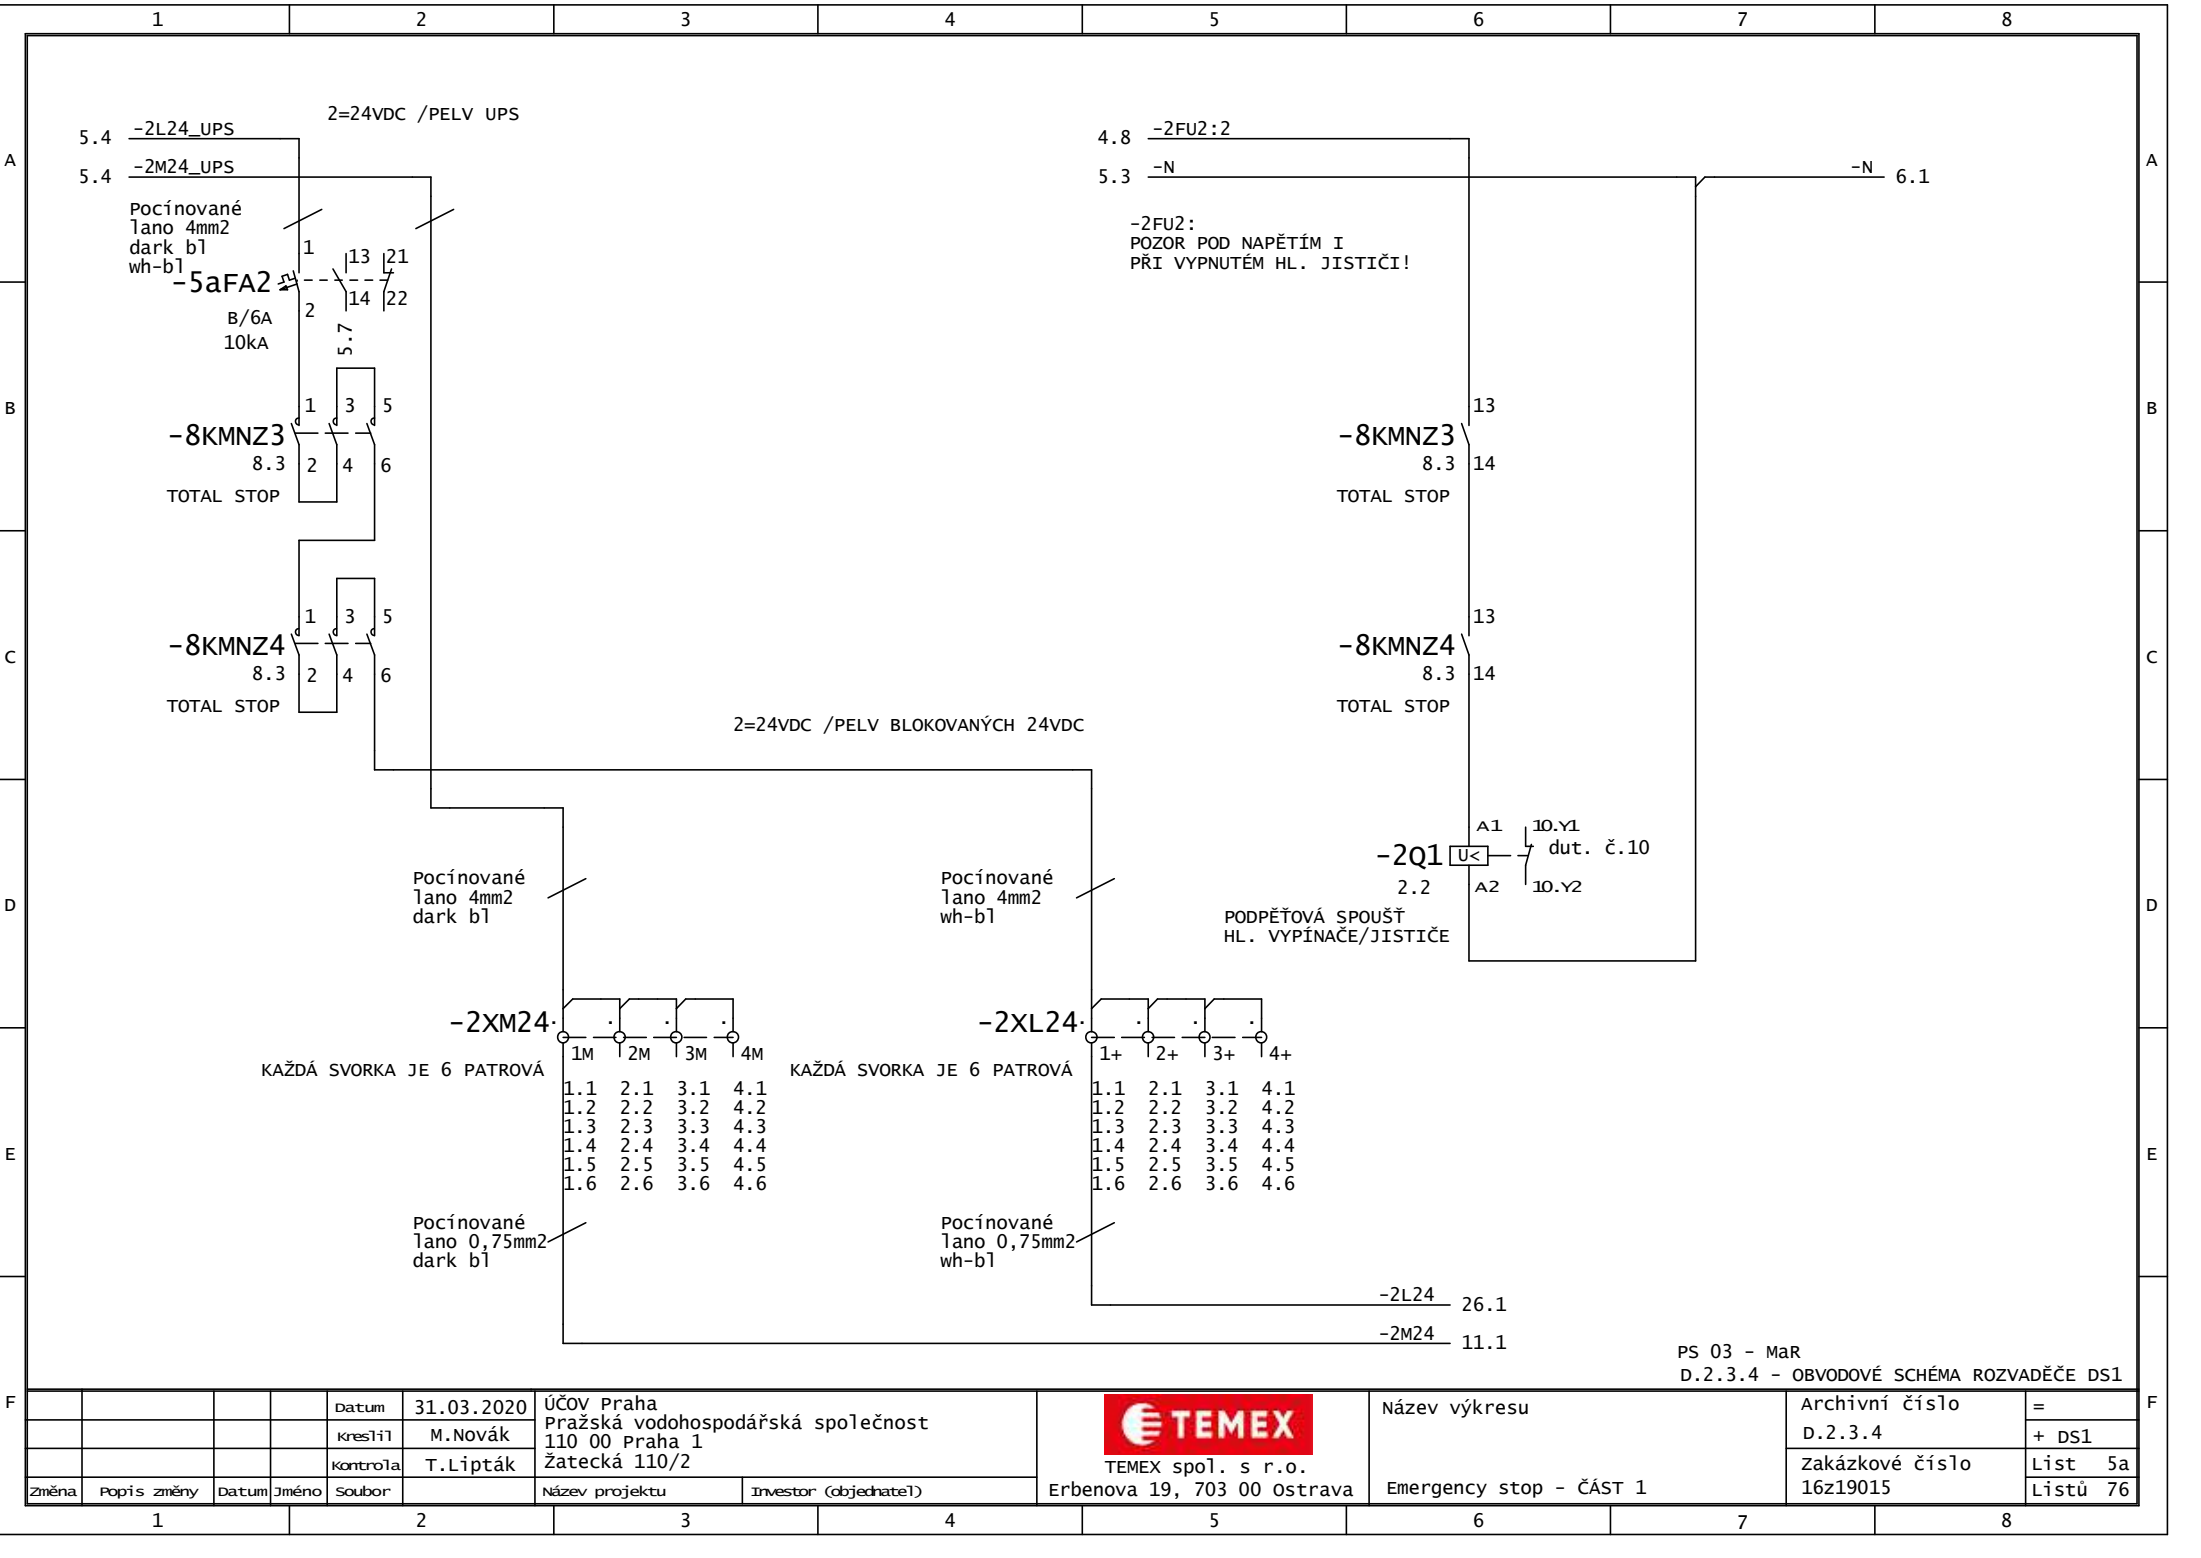 1 2 3 4 5 6 7 8
A
B
C
D
E
F
2=24VDC /PELV UPS
5.4 -2L24_UPS
5.4 -2M24_UPS
Pocínované
lano 4mm2
dark bl
wh-bl
1
13 21
-5aFA2
14 22
2
B/6A
10kA
5.7
1 3 5
-8KMNZ3
8.3 2 4 6
TOTAL STOP
1 3 5
-8KMNZ4
8.3 2 4 6
TOTAL STOP
2=24VDC /PELV BLOKOVANÝCH 24VDC
4.8 -2FU2:2
5.3 -N
-N 6.1
-2FU2:
POZOR POD NAPĚTÍM I
PŘI VYPNUTÉM HL. JISTIČI!
13
-8KMNZ3
8.3 14
TOTAL STOP
13
-8KMNZ4
8.3 14
TOTAL STOP
A1 10.Y1
-2Q1 U< dut. č.10
2.2 A2 10.Y2
PODPĚŤOVÁ SPOUŠŤ
HL. VYPÍNAČE/JISTIČE
Pocínované
lano 4mm2
dark bl
Pocínované
lano 4mm2
wh-bl
-2XM24
1M 2M 3M 4M
KAŽDÁ SVORKA JE 6 PATROVÁ
1.1 2.1 3.1 4.1
1.2 2.2 3.2 4.2
1.3 2.3 3.3 4.3
1.4 2.4 3.4 4.4
1.5 2.5 3.5 4.5
1.6 2.6 3.6 4.6
-2XL24
1+ 2+ 3+ 4+
KAŽDÁ SVORKA JE 6 PATROVÁ
1.1 2.1 3.1 4.1
1.2 2.2 3.2 4.2
1.3 2.3 3.3 4.3
1.4 2.4 3.4 4.4
1.5 2.5 3.5 4.5
1.6 2.6 3.6 4.6
Pocínované
lano 0,75mm2
dark bl
Pocínované
lano 0,75mm2
wh-bl
-2L24 26.1
-2M24 11.1
PS 03 - MaR
D.2.3.4 - OBVODOVÉ SCHÉMA ROZVADĚČE DS1
A
B
C
D
E
F
Datum 31.03.2020
Kreslil M.Novák
Kontrola T.Lipták
Změna Popis změny Datum Jméno Soubor
ÚČOV Praha
Pražská vodohospodářská společnost
110 00 Praha 1
Žatecká 110/2
Název projektu Investor (objednatel)
TEMEX
TEMEX spol. s r.o.
Erbenova 19, 703 00 Ostrava
Název výkresu
Emergency stop - ČÁST 1
Archivní číslo
D.2.3.4
Zakázkové číslo
16z19015
=
+ DS1
List 5a
Listů 76
1 2 3 4 5 6 7 8